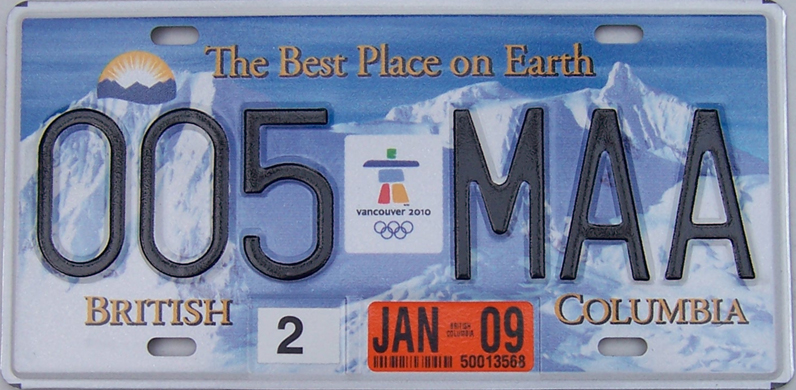 The Best Place on Earth
005 MAA
vancouver 2010
BRITISH COLUMBIA
2
JAN BRITISH COLUMBIA 09
50013568